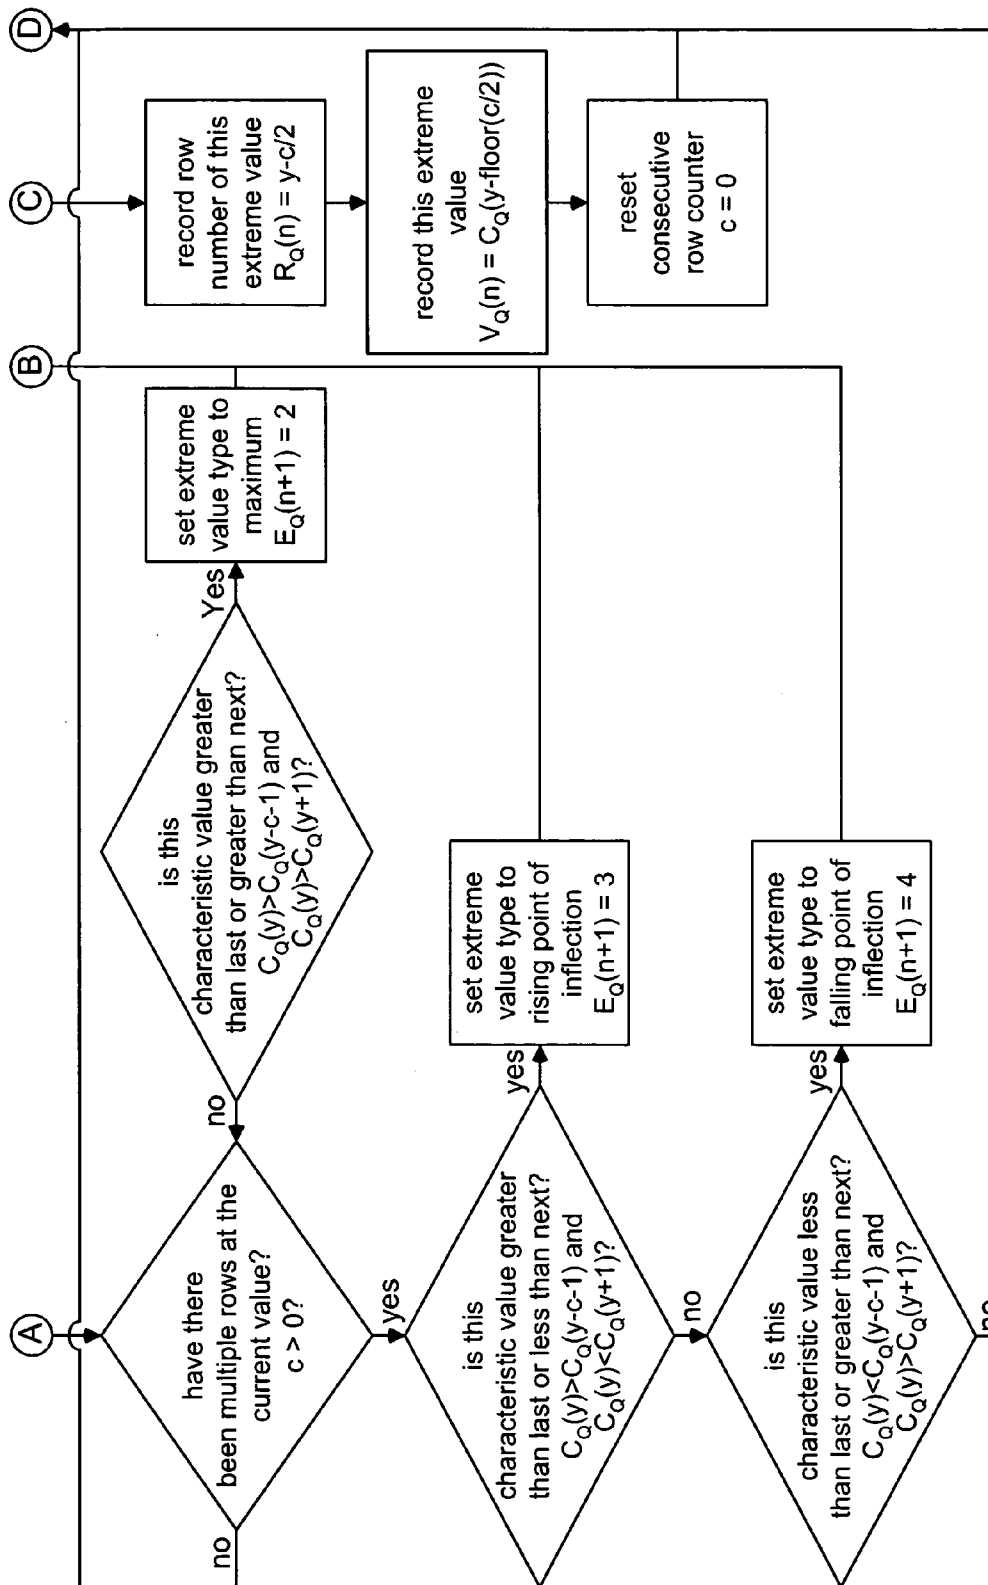 A
have there
been multiple rows at the
current value?
c > 0?
no
yes
is this
characteristic value greater
than last or greater than next?
C_Q(y)>C_Q(y-c-1) and
C_Q(y)>C_Q(y+1)?
no
Yes
set extreme
value type to
maximum
E_Q(n+1) = 2
B
is this
characteristic value greater
than last or less than next?
C_Q(y)>C_Q(y-c-1) and
C_Q(y)<C_Q(y+1)?
yes
no
set extreme
value type to
rising point of
inflection
E_Q(n+1) = 3
is this
characteristic value less
than last or greater than next?
C_Q(y)<C_Q(y-c-1) and
C_Q(y)>C_Q(y+1)?
yes
no
set extreme
value type to
falling point of
inflection
E_Q(n+1) = 4
C
record row
number of this
extreme value
R_Q(n) = y-c/2
record this extreme
value
V_Q(n) = C_Q(y-floor(c/2))
reset
consecutive
row counter
c = 0
D